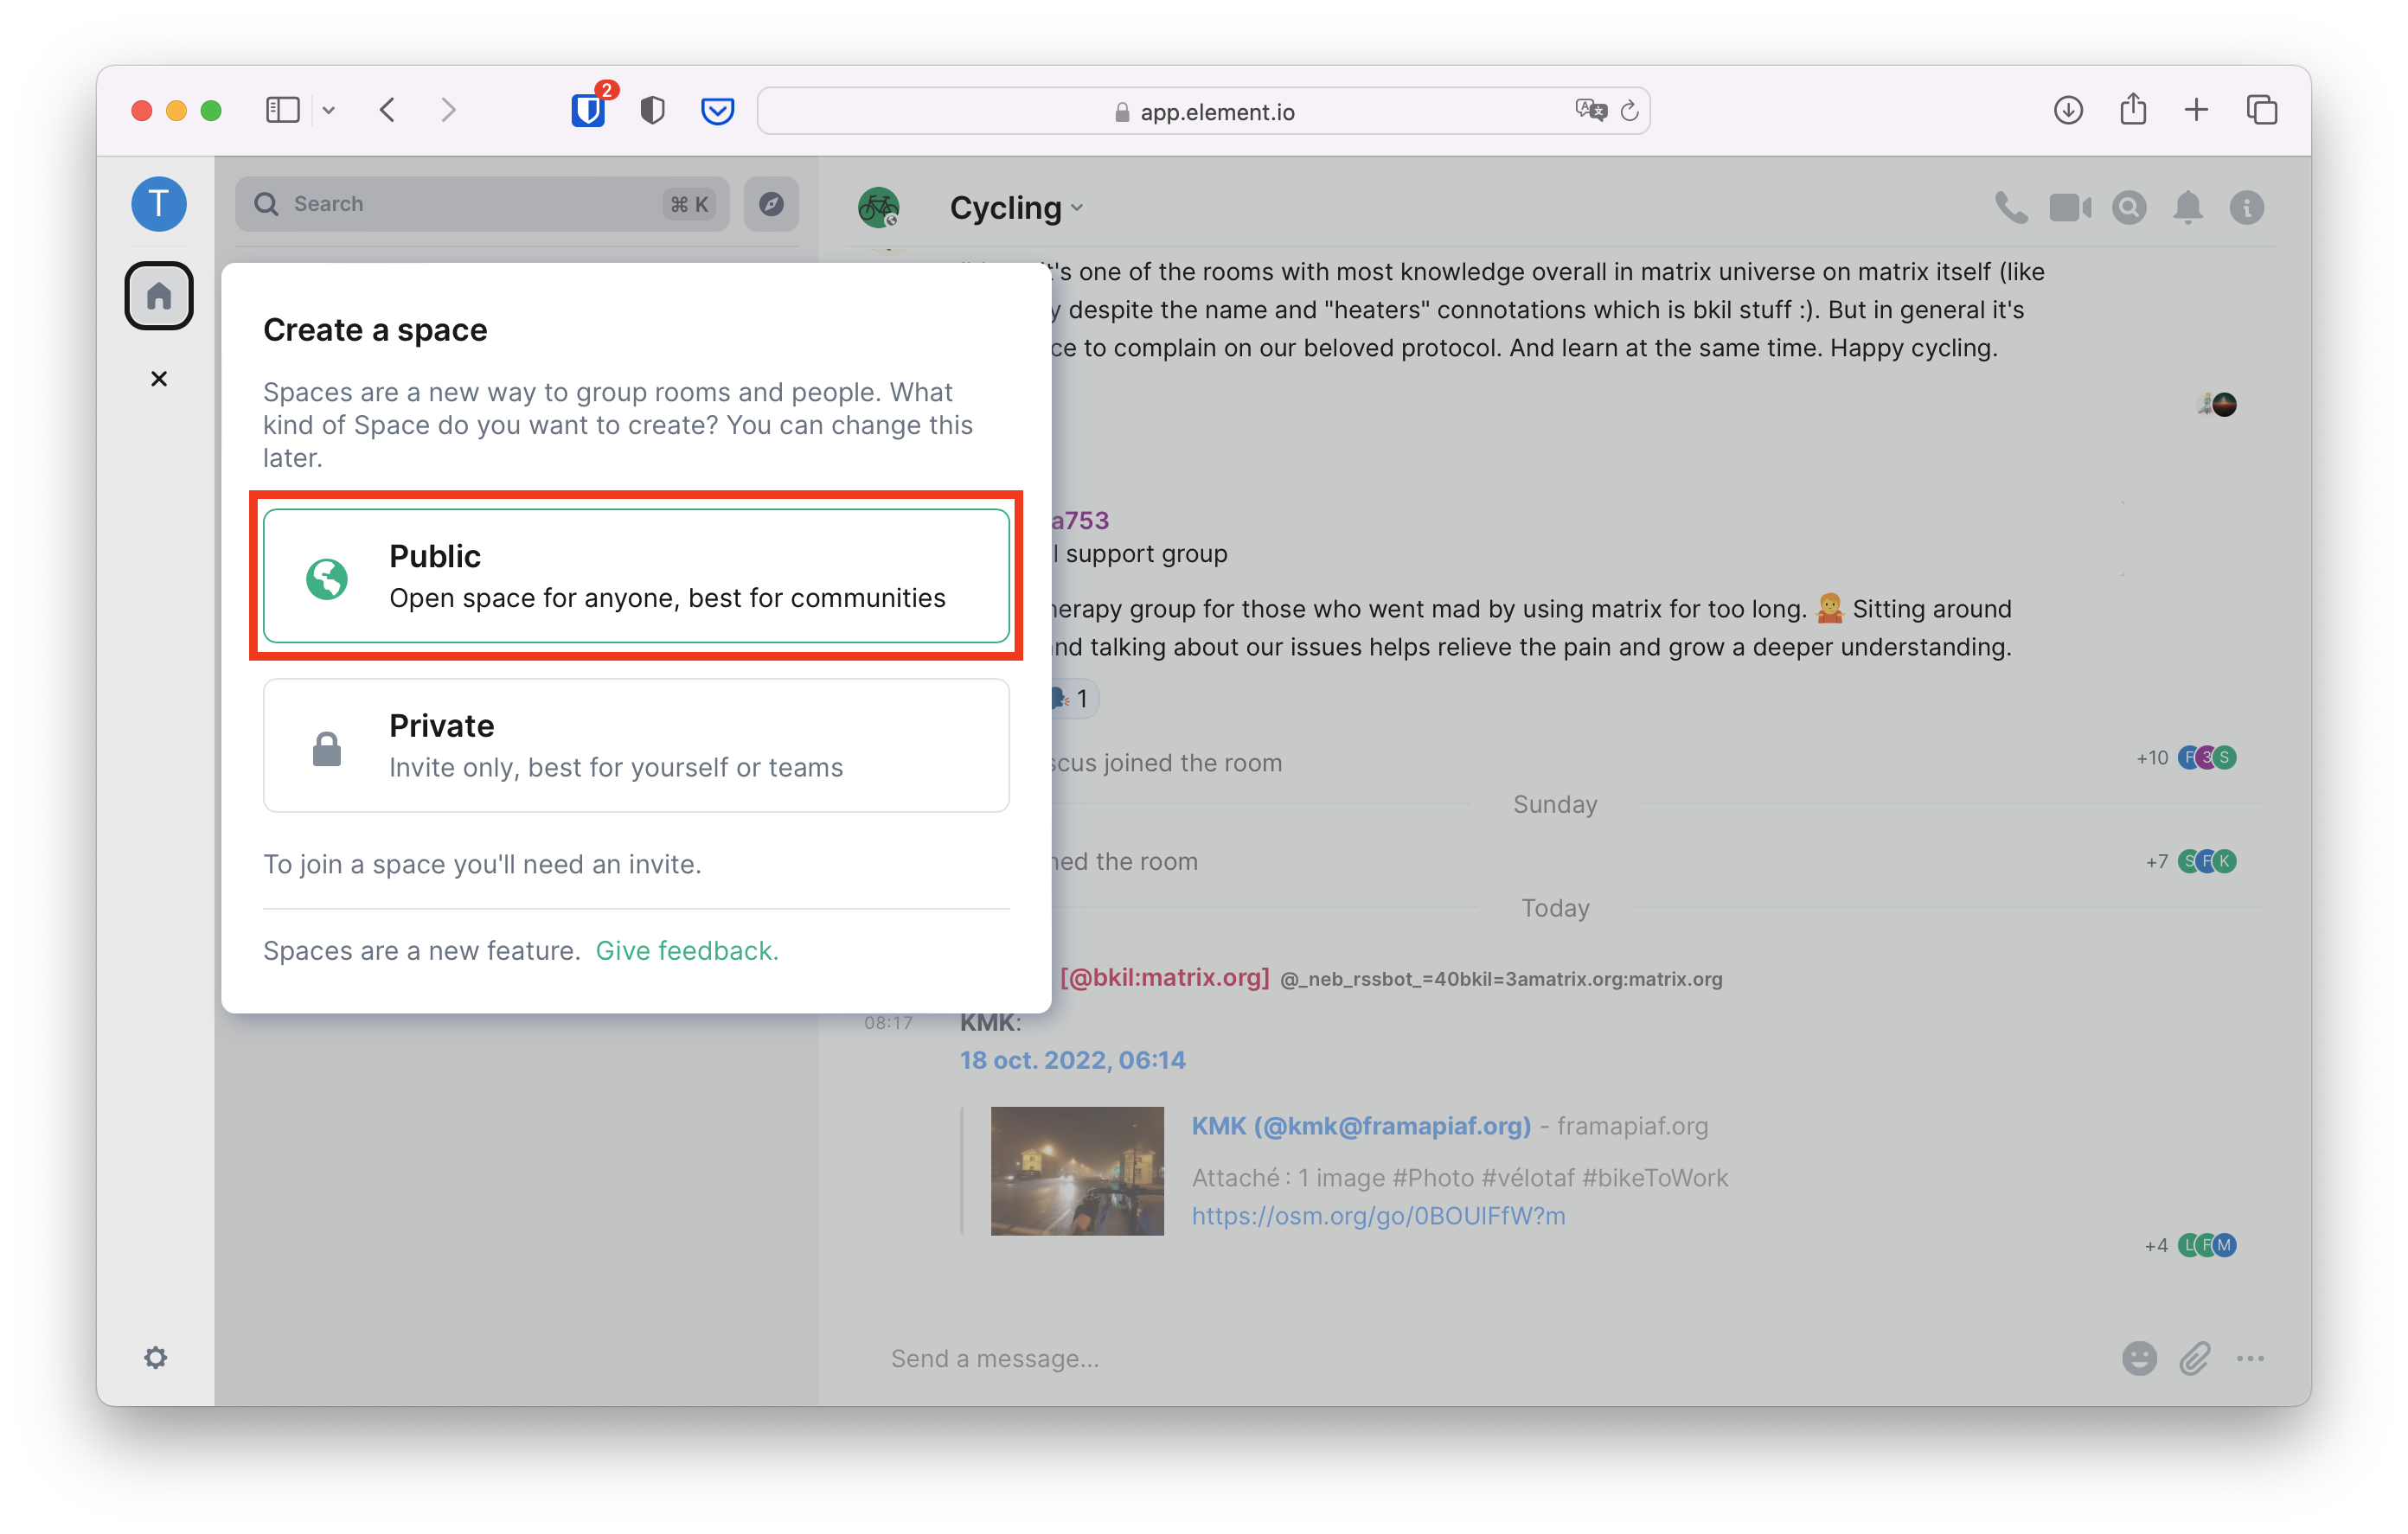 2
app.element.io
T
Search
⌘ K
Cycling
Create a space
Spaces are a new way to group rooms and people. What
kind of Space do you want to create? You can change this
later.
Public
Open space for anyone, best for communities
Private
Invite only, best for yourself or teams
To join a space you'll need an invite.
Spaces are a new feature. Give feedback.
's one of the rooms with most knowledge overall in matrix universe on matrix itself (like
y despite the name and "heaters" connotations which is bkil stuff :). But in general it's
ce to complain on our beloved protocol. And learn at the same time. Happy cycling.
a753
l support group
herapy group for those who went mad by using matrix for too long. 🤷 Sitting around
nd talking about our issues helps relieve the pain and grow a deeper understanding.
1
scus joined the room
+10 F 3 S
Sunday
ned the room
+7 S F K
Today
[@bkil:matrix.org] @_neb_rssbot_=40bkil=3amatrix.org:matrix.org
08:17 KMK:
18 oct. 2022, 06:14
KMK (@kmk@framapiaf.org) - framapiaf.org
Attaché : 1 image #Photo #vélotaf #bikeToWork
https://osm.org/go/0BOUIFfW?m
+4 L F M
Send a message...